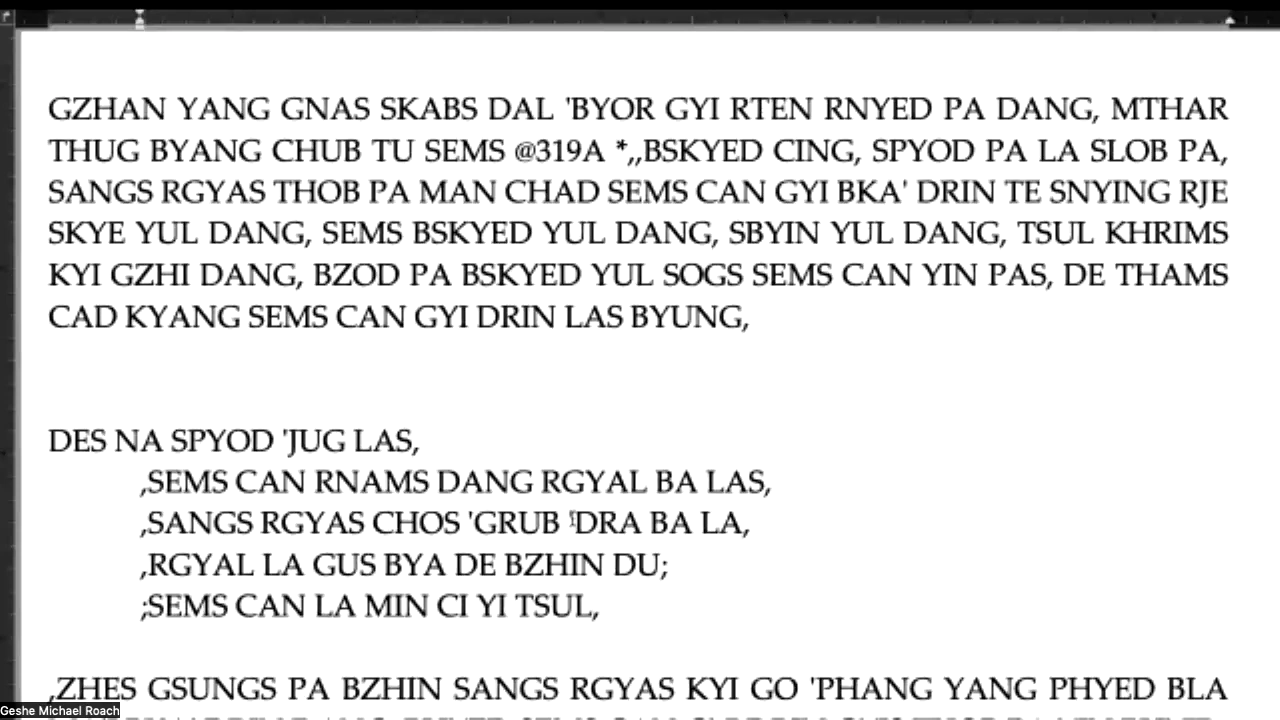 GZHAN YANG GNAS SKABS DAL 'BYOR GYI RTEN RNYED PA DANG, MTHAR
THUG BYANG CHUB TU SEMS @319A *,,BSKYED CING, SPYOD PA LA SLOB PA,
SANGS RGYAS THOB PA MAN CHAD SEMS CAN GYI BKA' DRIN TE SNYING RJE
SKYE YUL DANG, SEMS BSKYED YUL DANG, SBYIN YUL DANG, TSUL KHRIMS
KYI GZHI DANG, BZOD PA BSKYED YUL SOGS SEMS CAN YIN PAS, DE THAMS
CAD KYANG SEMS CAN GYI DRIN LAS BYUNG,
DES NA SPYOD 'JUG LAS,
,SEMS CAN RNAMS DANG RGYAL BA LAS,
,SANGS RGYAS CHOS 'GRUB 'DRA BA LA,
,RGYAL LA GUS BYA DE BZHIN DU;
;SEMS CAN LA MIN CI YI TSUL,
,ZHES GSUNGS PA BZHIN SANGS RGYAS KYI GO 'PHANG YANG PHYED BLA
Geshe Michael Roach